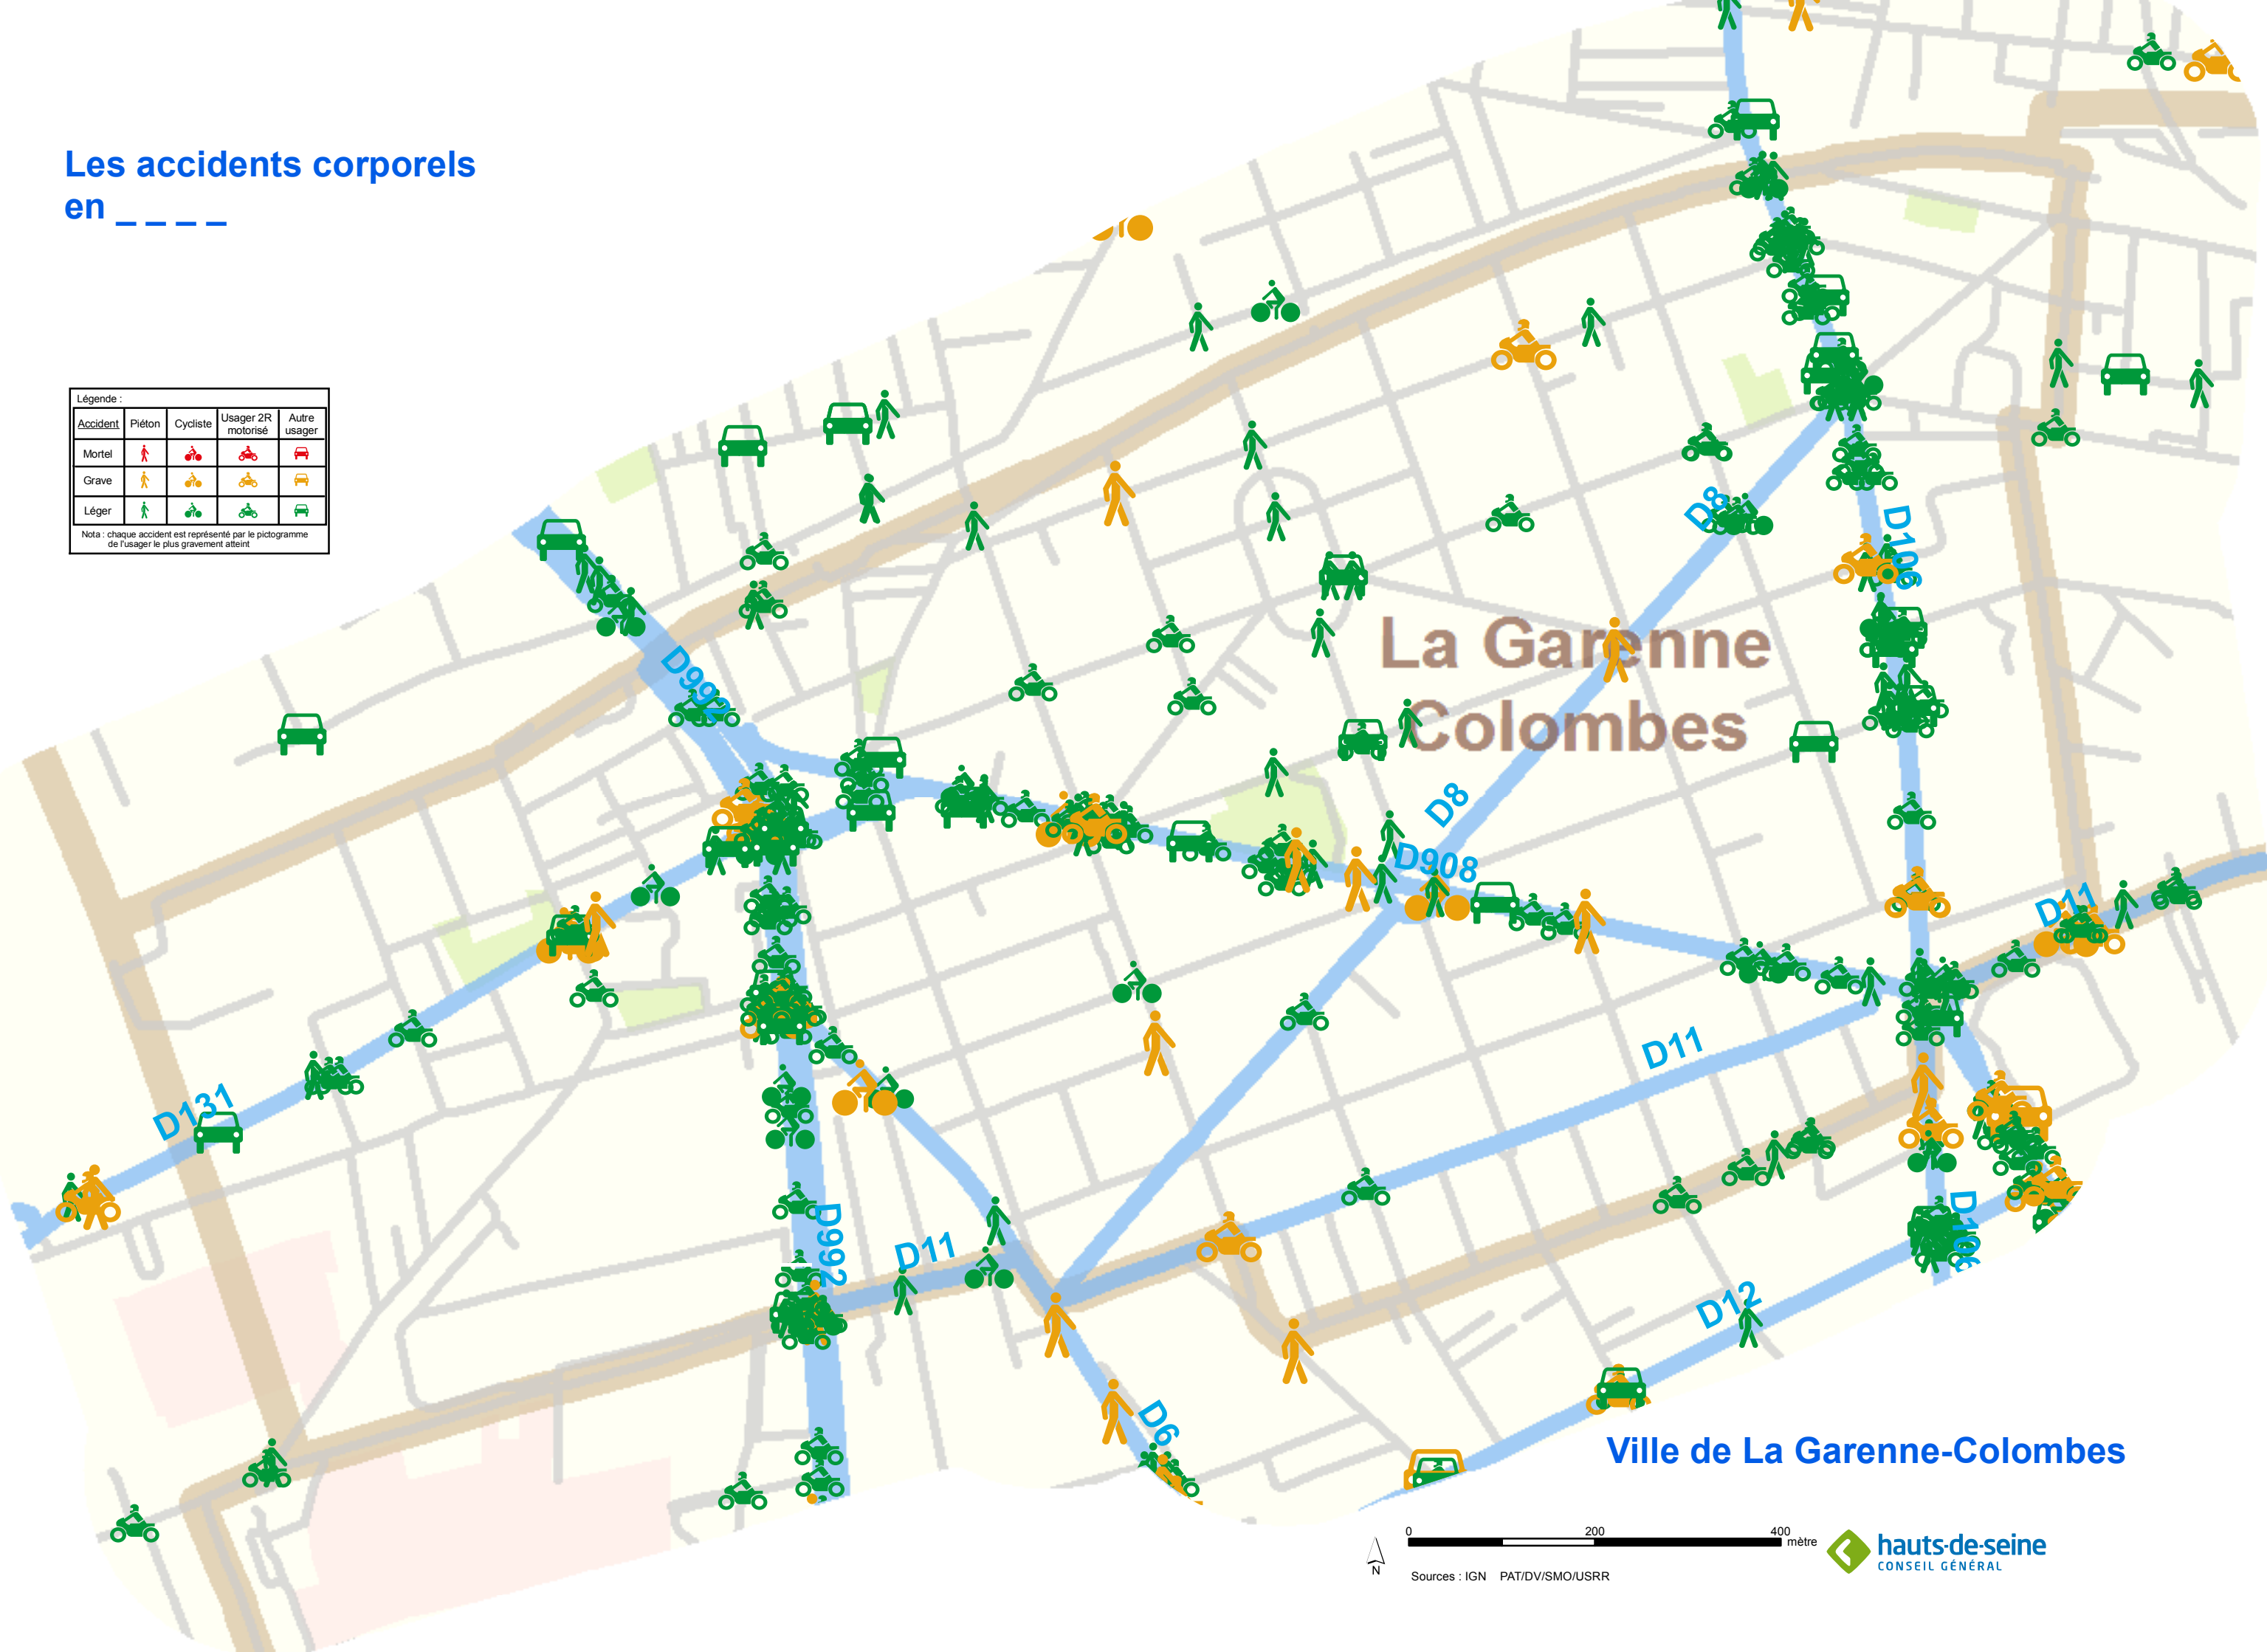 Les accidents corporels
en _ _ _ _
Légende :
Accident Piéton Cycliste Usager 2R motorisé Autre usager
Mortel
Grave
Léger
Nota : chaque accident est représenté par le pictogramme
de l'usager le plus gravement atteint
D8
D106
La Garenne
Colombes
D992
D8
D908
D11
D11
D131
D992
D11
D106
D12
D6
Ville de La Garenne-Colombes
0 200 400
mètre
N
Sources : IGN PAT/DV/SMO/USRR
hauts-de-seine
CONSEIL GÉNÉRAL